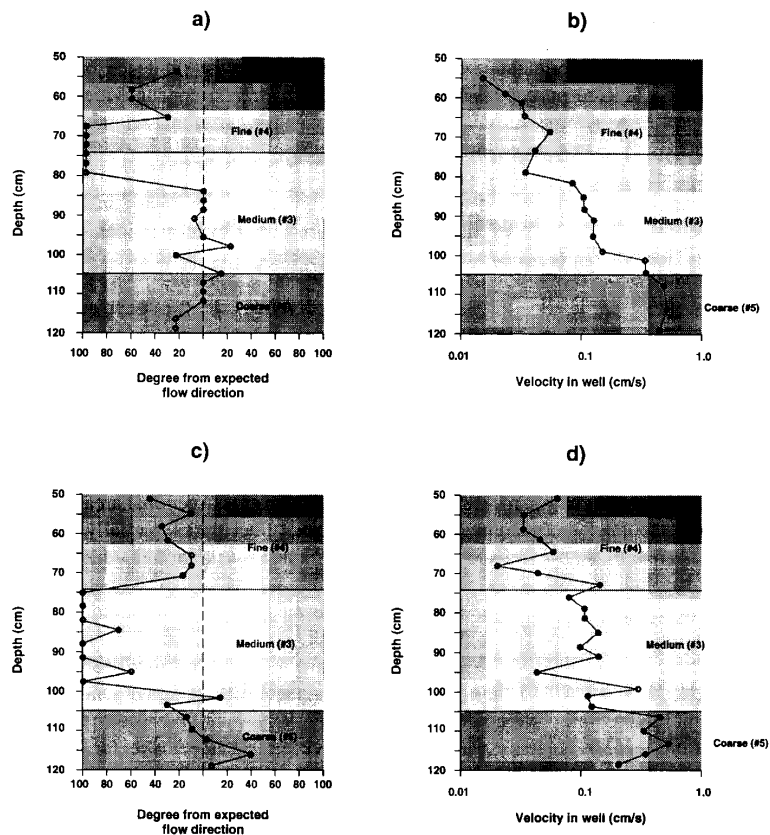 a)
50
60
70
80
90
100
110
120
Depth (cm)
Fine (#4)
Medium (#3)
100 80 60 40 20 0 20 40 60 80 100
Degree from expected
flow direction
b)
50
60
70
80
90
100
110
120
Depth (cm)
Fine (#4)
Medium (#3)
Coarse (#5)
0.01 0.1 1.0
Velocity in well (cm/s)
c)
50
60
70
80
90
100
110
120
Depth (cm)
Fine (#4)
Medium (#3)
Coarse (#5)
100 80 60 40 20 0 20 40 60 80 100
Degree from expected
flow direction
d)
50
60
70
80
90
100
110
120
Depth (cm)
Fine (#4)
Medium (#3)
Coarse (#5)
0.01 0.1 1.0
Velocity in well (cm/s)